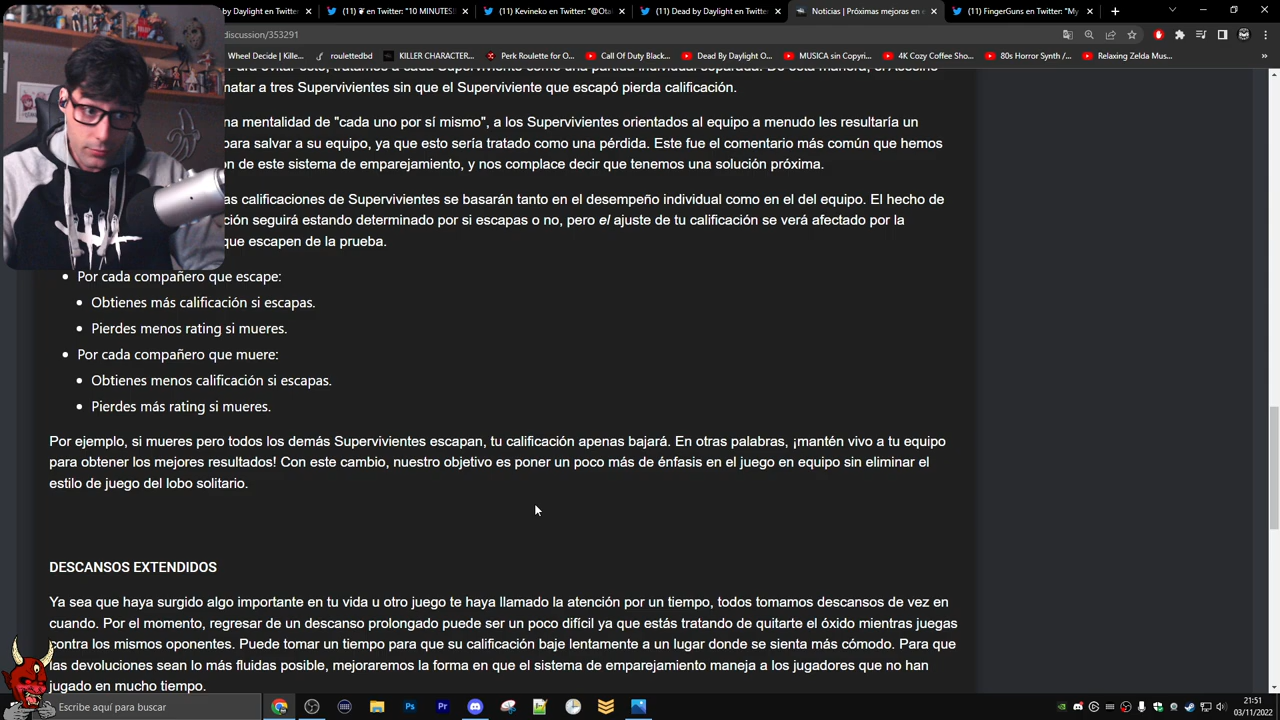 by Daylight en Twitter
(11) ❦ en Twitter: "10 MINUTES!
(11) Kevineko en Twitter: "@Ota
(11) Dead by Daylight en Twitter
Noticias | Próximas mejoras en e
(11) FingerGuns en Twitter: "My
discussion/353291
Wheel Decide | Kille...
roulettedbd
KILLER CHARACTER...
Perk Roulette for O...
Call Of Duty Black...
Dead By Daylight O...
MUSICA sin Copyri...
4K Cozy Coffee Sho...
80s Horror Synth /...
Relaxing Zelda Mus...
Para evitar esto, tratamos a cada Superviviente como una partida individual separada. De esta manera, el Asesino
matar a tres Supervivientes sin que el Superviviente que escapó pierda calificación.
na mentalidad de "cada uno por sí mismo", a los Supervivientes orientados al equipo a menudo les resultaría un
para salvar a su equipo, ya que esto sería tratado como una pérdida. Este fue el comentario más común que hemos
n de este sistema de emparejamiento, y nos complace decir que tenemos una solución próxima.
as calificaciones de Supervivientes se basarán tanto en el desempeño individual como en el del equipo. El hecho de
ción seguirá estando determinado por si escapas o no, pero el ajuste de tu calificación se verá afectado por la
que escapen de la prueba.
• Por cada compañero que escape:
• Obtienes más calificación si escapas.
• Pierdes menos rating si mueres.
• Por cada compañero que muere:
• Obtienes menos calificación si escapas.
• Pierdes más rating si mueres.
Por ejemplo, si mueres pero todos los demás Supervivientes escapan, tu calificación apenas bajará. En otras palabras, ¡mantén vivo a tu equipo
para obtener los mejores resultados! Con este cambio, nuestro objetivo es poner un poco más de énfasis en el juego en equipo sin eliminar el
estilo de juego del lobo solitario.
DESCANSOS EXTENDIDOS
Ya sea que haya surgido algo importante en tu vida u otro juego te haya llamado la atención por un tiempo, todos tomamos descansos de vez en
cuando. Por el momento, regresar de un descanso prolongado puede ser un poco difícil ya que estás tratando de quitarte el óxido mientras juegas
contra los mismos oponentes. Puede tomar un tiempo para que su calificación baje lentamente a un lugar donde se sienta más cómodo. Para que
las devoluciones sean lo más fluidas posible, mejoraremos la forma en que el sistema de emparejamiento maneja a los jugadores que no han
jugado en mucho tiempo.
Escribe aquí para buscar
Ps
Pr
21:51
03/11/2022